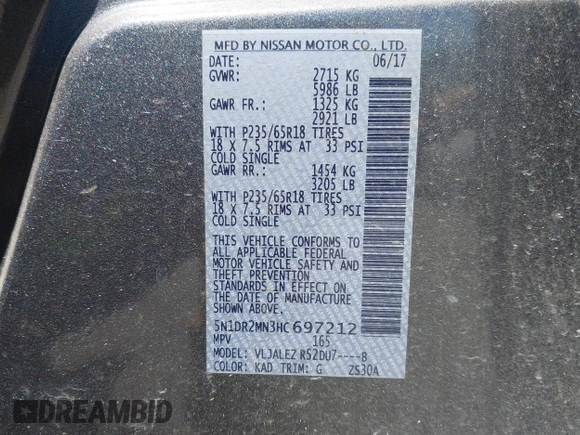 MFD BY NISSAN MOTOR CO., LTD.
DATE: 06/17
GVWR: 2715 KG
5986 LB
GAWR FR.: 1325 KG
2921 LB
WITH P235/65R18 TIRES
18 X 7.5 RIMS AT 33 PSI
COLD SINGLE
GAWR RR.: 1454 KG
3205 LB
WITH P235/65R18 TIRES
18 X 7.5 RIMS AT 33 PSI
COLD SINGLE
THIS VEHICLE CONFORMS TO
ALL APPLICABLE FEDERAL
MOTOR VEHICLE SAFETY AND
THEFT PREVENTION
STANDARDS IN EFFECT ON
THE DATE OF MANUFACTURE
SHOWN ABOVE.
5N1DR2MN3HC697212
MPV 165
MODEL: VLJALEZ R52DU7----B
COLOR: KAD TRIM: G ZS30A
DREAMBID